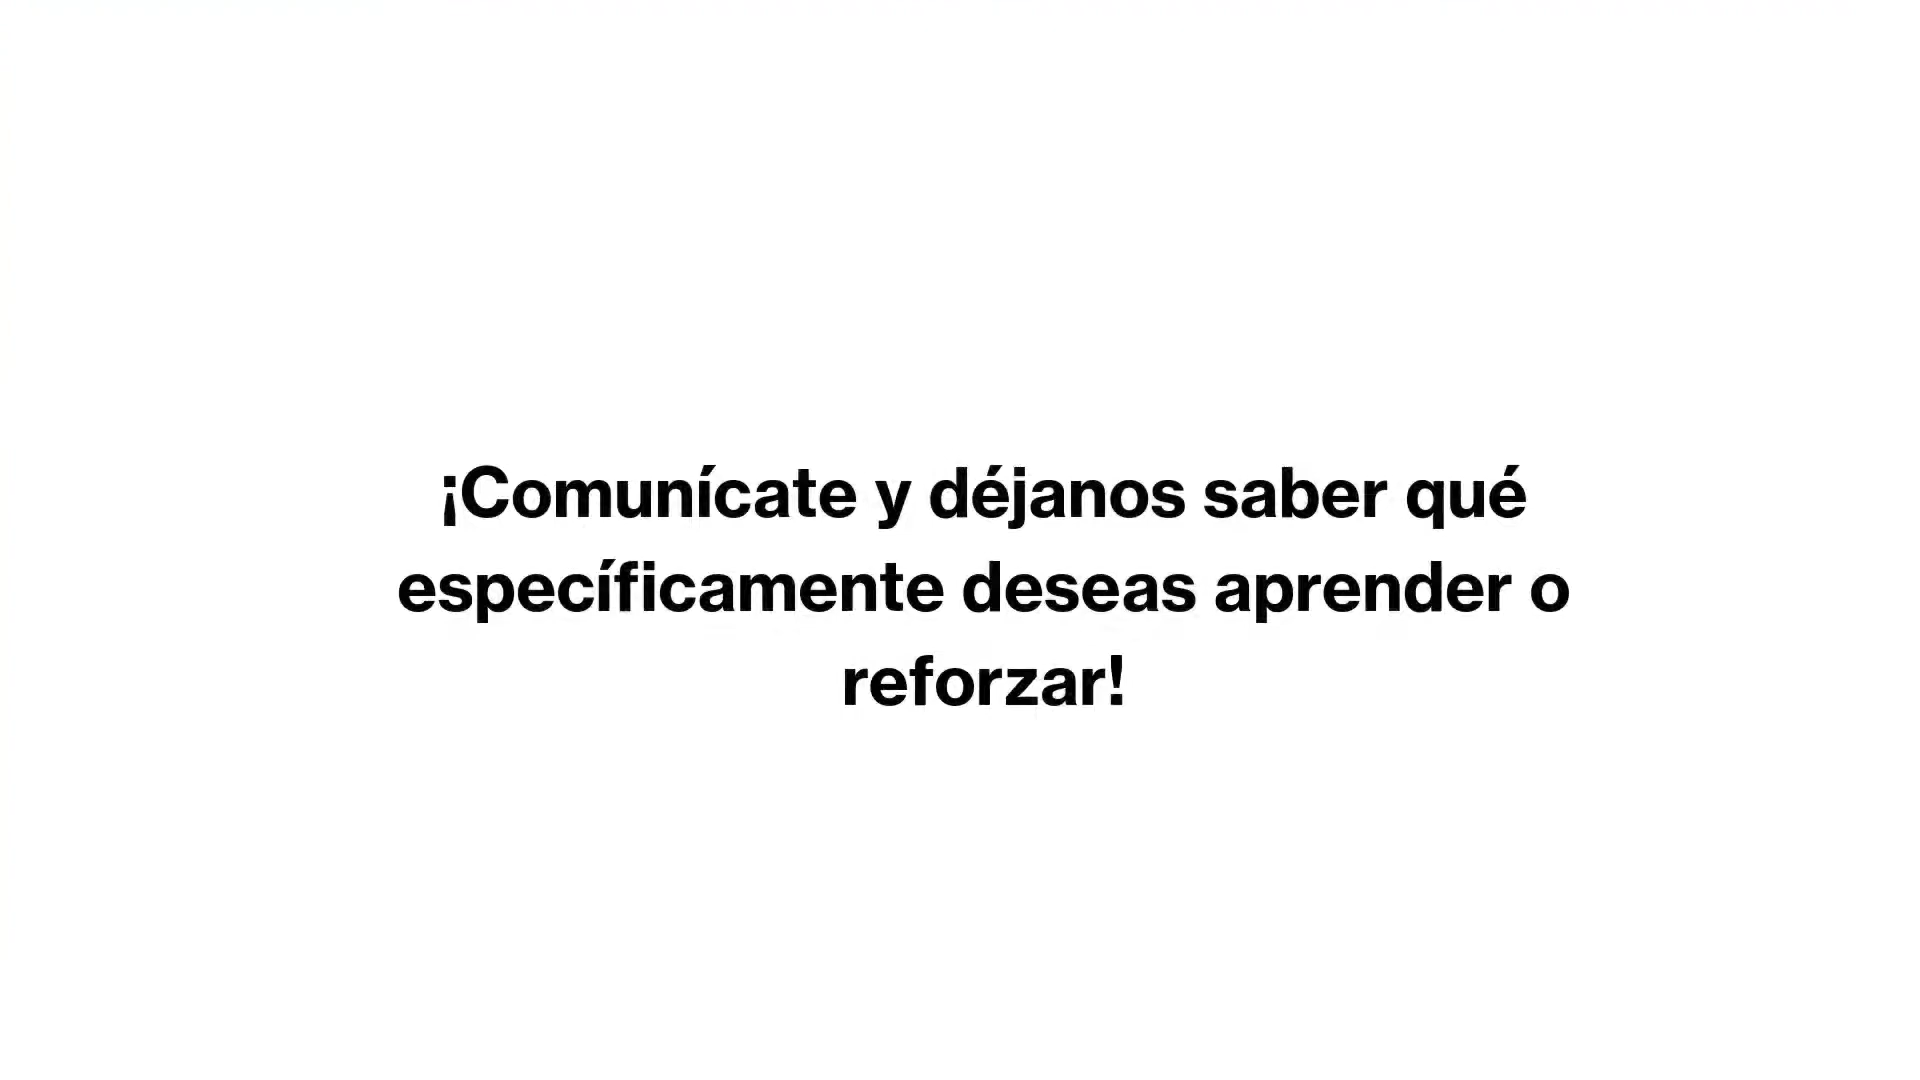 ¡Comunícate y déjanos saber qué
específicamente deseas aprender o
reforzar!